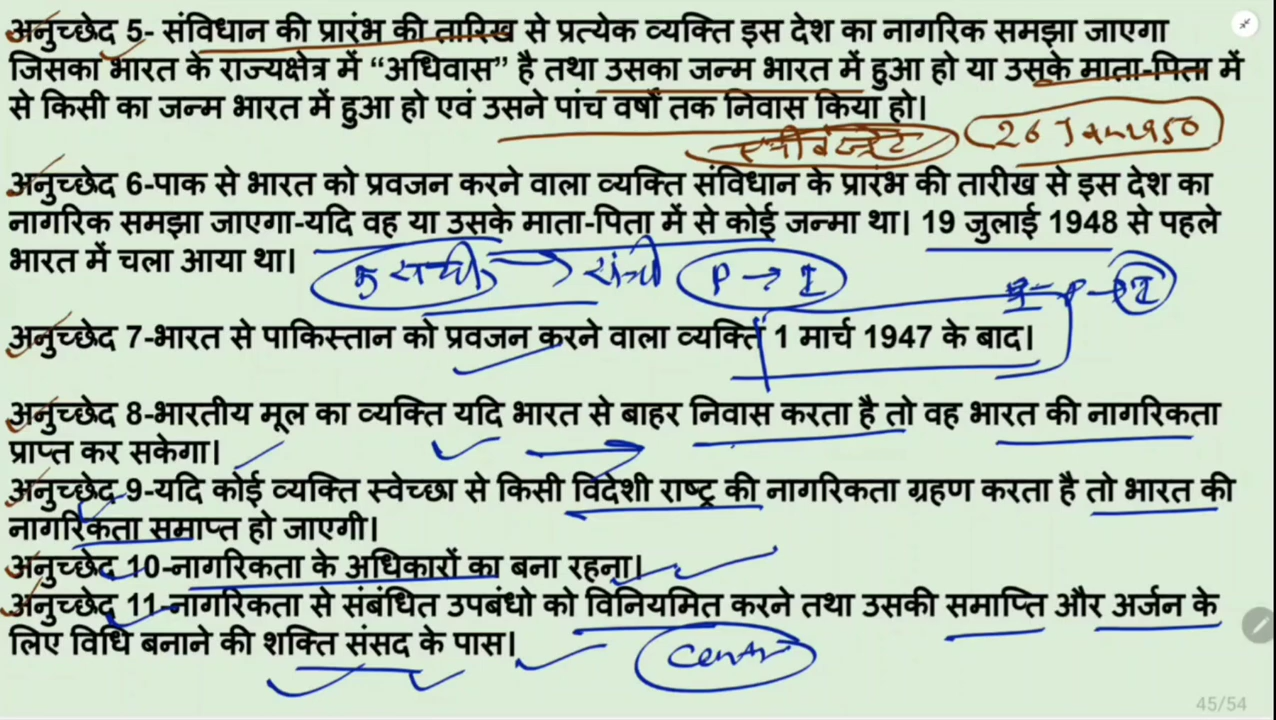 अनुच्छेद 5- संविधान की प्रारंभ की तारिख से प्रत्येक व्यक्ति इस देश का नागरिक समझा जाएगा
जिसका भारत के राज्यक्षेत्र में “अधिवास” है तथा उसका जन्म भारत में हुआ हो या उसके माता-पिता में
से किसी का जन्म भारत में हुआ हो एवं उसने पांच वर्षों तक निवास किया हो।
26 Jan 1950
अनुच्छेद 6-पाक से भारत को प्रवजन करने वाला व्यक्ति संविधान के प्रारंभ की तारीख से इस देश का
नागरिक समझा जाएगा-यदि वह या उसके माता-पिता में से कोई जन्मा था। 19 जुलाई 1948 से पहले
भारत में चला आया था।
P → I
P → I
अनुच्छेद 7-भारत से पाकिस्तान को प्रवजन करने वाला व्यक्ति 1 मार्च 1947 के बाद।
अनुच्छेद 8-भारतीय मूल का व्यक्ति यदि भारत से बाहर निवास करता है तो वह भारत की नागरिकता
प्राप्त कर सकेगा।
अनुच्छेद 9-यदि कोई व्यक्ति स्वेच्छा से किसी विदेशी राष्ट्र की नागरिकता ग्रहण करता है तो भारत की
नागरिकता समाप्त हो जाएगी।
अनुच्छेद 10-नागरिकता के अधिकारों का बना रहना।
अनुच्छेद 11-नागरिकता से संबंधित उपबंधो को विनियमित करने तथा उसकी समाप्ति और अर्जन के
लिए विधि बनाने की शक्ति संसद के पास।
45/54